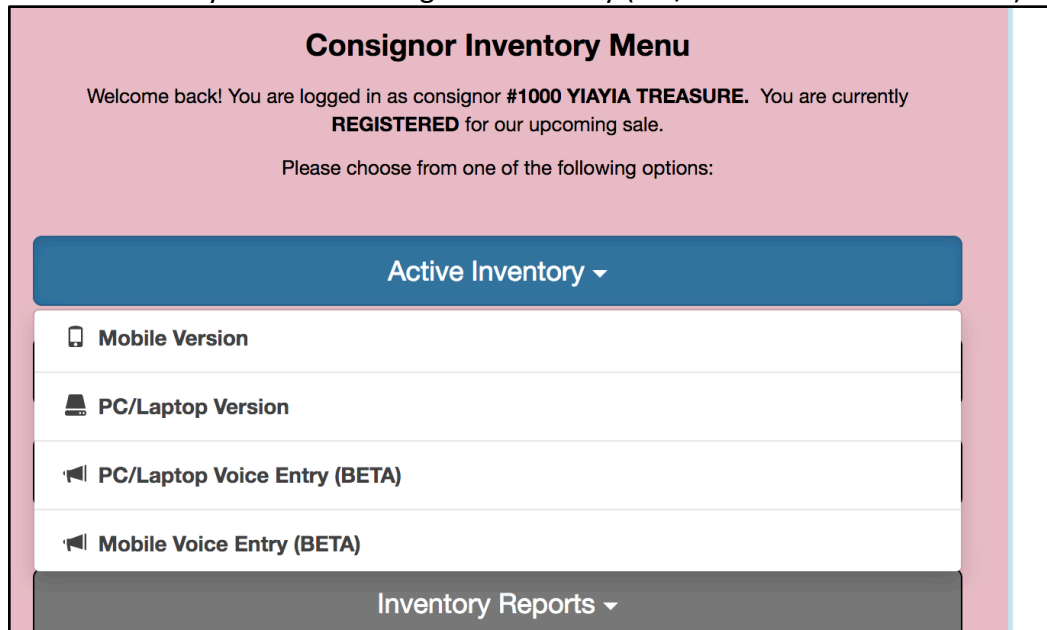 Consignor Inventory Menu
Welcome back! You are logged in as consignor #1000 YIAYIA TREASURE. You are currently
REGISTERED for our upcoming sale.
Please choose from one of the following options:
Active Inventory
Mobile Version
PC/Laptop Version
PC/Laptop Voice Entry (BETA)
Mobile Voice Entry (BETA)
Inventory Reports